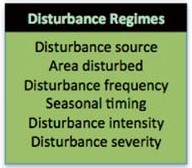 Disturbance Regimes
Disturbance source
Area disturbed
Disturbance frequency
Seasonal timing
Disturbance intensity
Disturbance severity